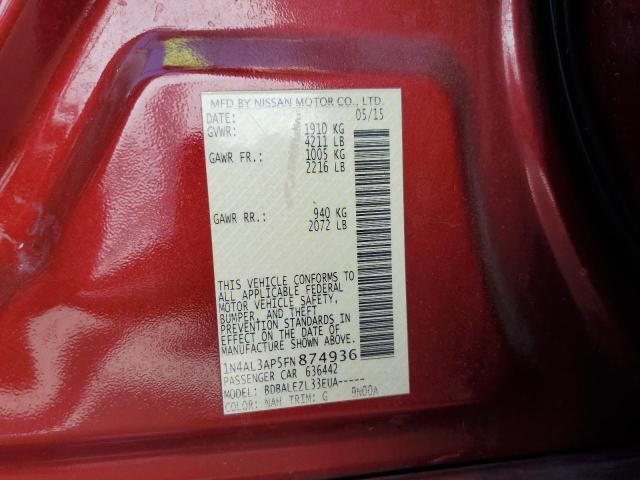 MFD BY NISSAN MOTOR CO., LTD.
DATE: 05/15
GVWR: 1910 KG
4211 LB
GAWR FR.: 1005 KG
2216 LB
GAWR RR.: 940 KG
2072 LB
THIS VEHICLE CONFORMS TO
ALL APPLICABLE FEDERAL
MOTOR VEHICLE SAFETY,
BUMPER, AND THEFT
PREVENTION STANDARDS IN
EFFECT ON THE DATE OF
MANUFACTURE SHOWN ABOVE.
1N4AL3AP5FN874936
PASSENGER CAR 636442
MODEL: BDBALEZL33EUA-----
COLOR: NAH TRIM: G 9N00A